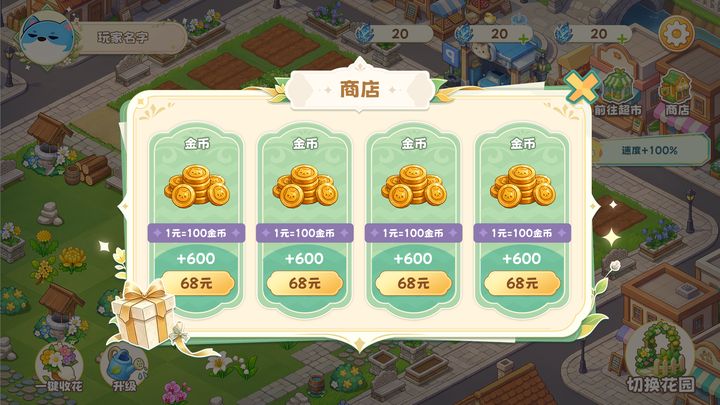 玩家名字
20
20
20
商店
前往超市
商店
速度+100%
金币
金币
金币
金币
1元=100金币
1元=100金币
1元=100金币
1元=100金币
+600
+600
+600
+600
68元
68元
68元
68元
一键收花
升级
切换花园